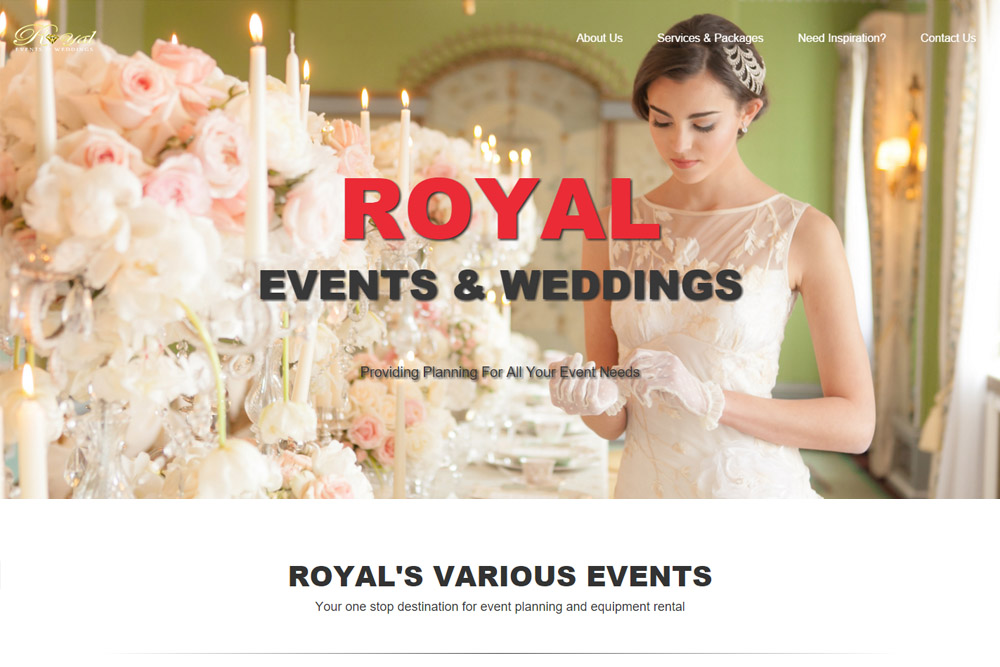 Royal
EVENTS & WEDDINGS
About Us
Services & Packages
Need Inspiration?
Contact Us
ROYAL
EVENTS & WEDDINGS
Providing Planning For All Your Event Needs
ROYAL'S VARIOUS EVENTS
Your one stop destination for event planning and equipment rental